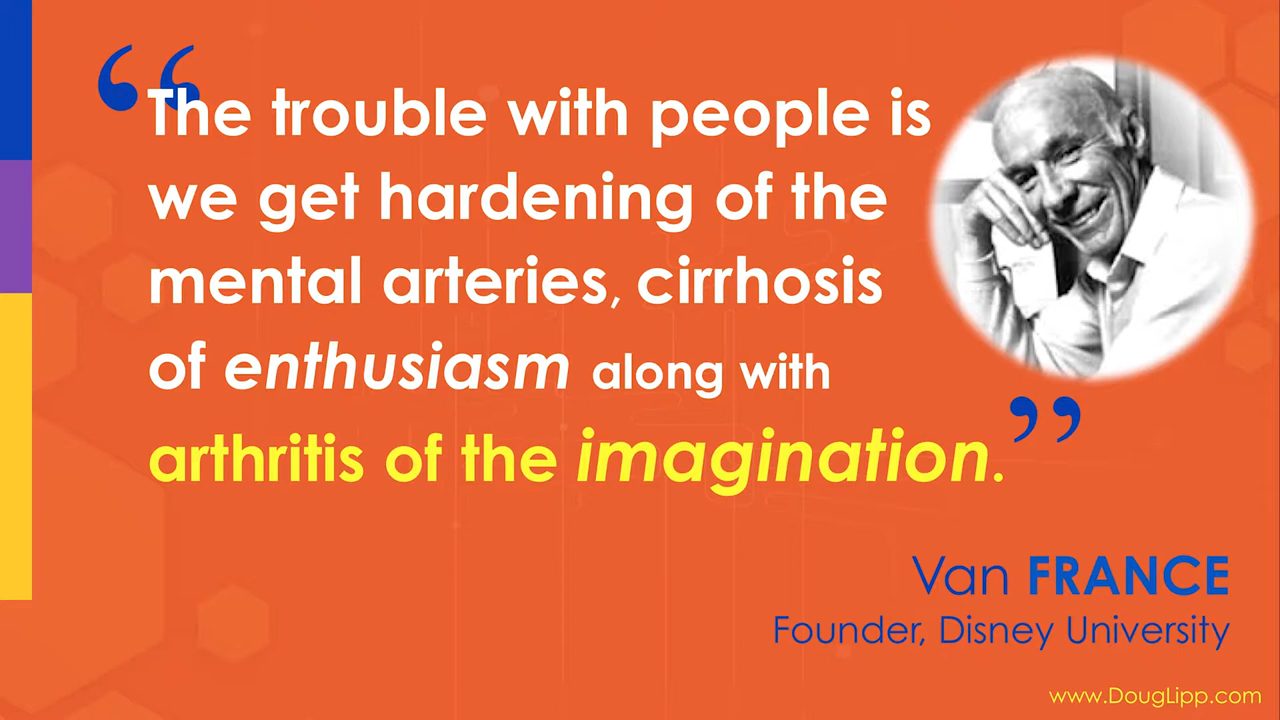 “The trouble with people is
we get hardening of the
mental arteries, cirrhosis
of enthusiasm along with
arthritis of the imagination.”
Van FRANCE
Founder, Disney University
www.DougLipp.com